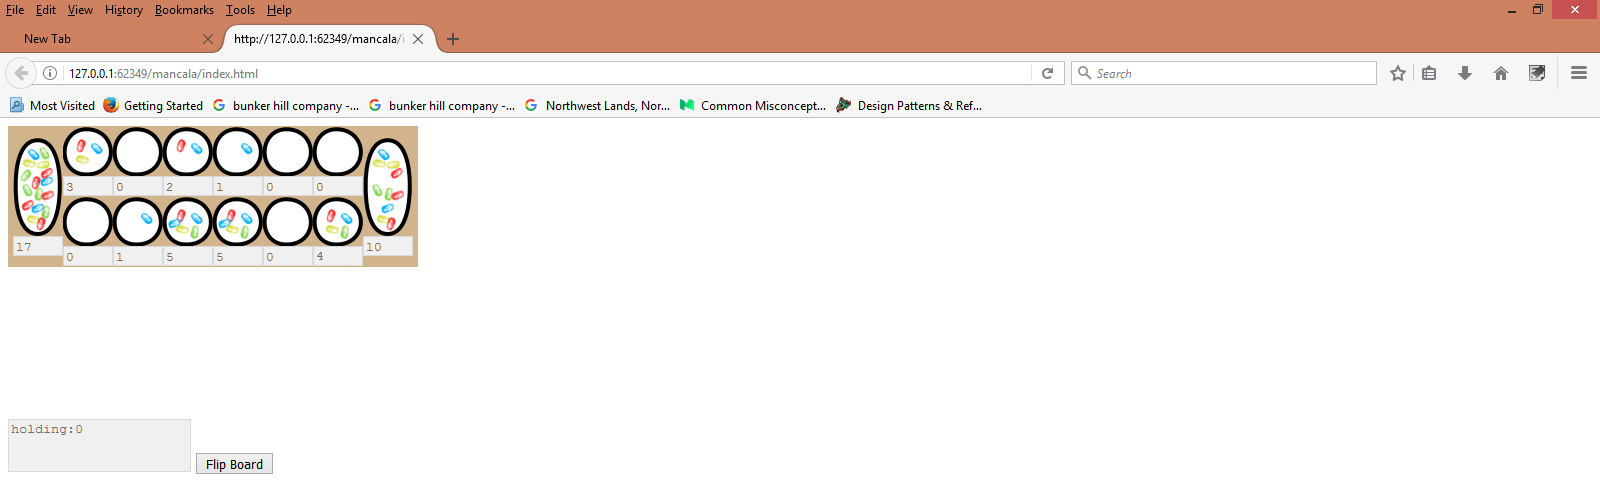 File Edit View History Bookmarks Tools Help
New Tab http://127.0.0.1:62349/mancala/i
127.0.0.1:62349/mancala/index.html Search
Most Visited Getting Started bunker hill company -... bunker hill company -... Northwest Lands, Nor... Common Misconcept... Design Patterns & Ref...
3 0 2 1 0 0
17 10
0 1 5 5 0 4
holding:0
Flip Board